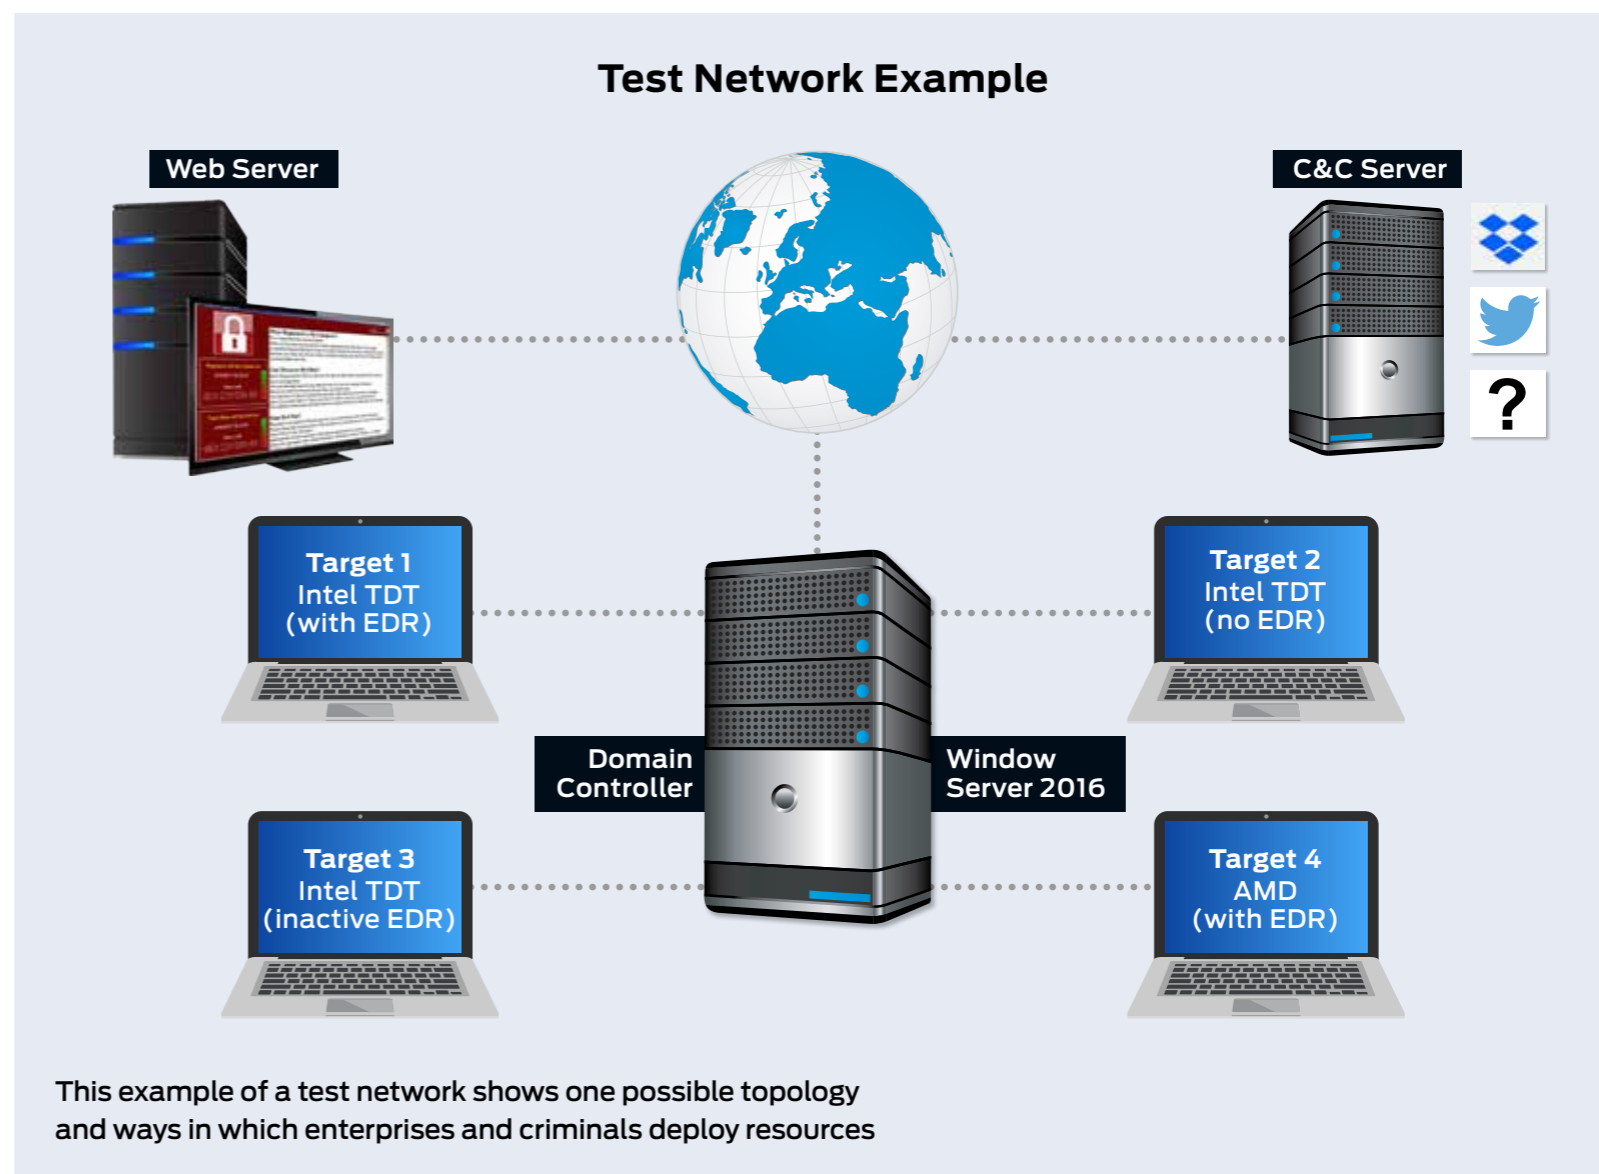 Test Network Example
Web Server
C&C Server
?
Target 1
Intel TDT
(with EDR)
Target 2
Intel TDT
(no EDR)
Domain
Controller
Window
Server 2016
Target 3
Intel TDT
(inactive EDR)
Target 4
AMD
(with EDR)
This example of a test network shows one possible topology
and ways in which enterprises and criminals deploy resources